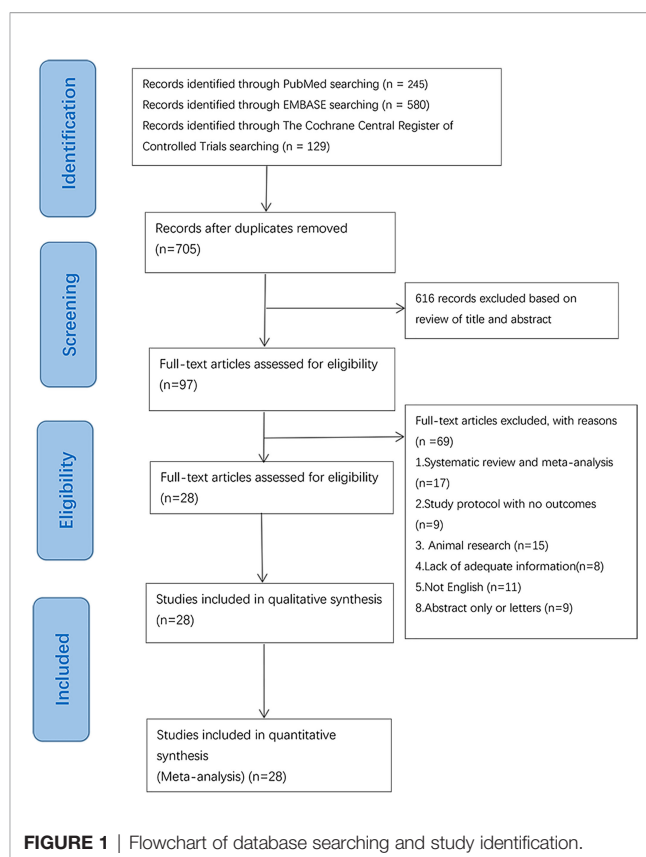 Identification
Records identified through PubMed searching (n = 245)
Records identified through EMBASE searching (n = 580)
Records identified through The Cochrane Central Register of
Controlled Trials searching (n = 129)
Records after duplicates removed
(n=705)
Screening
616 records excluded based on
review of title and abstract
Full-text articles assessed for eligibility
(n=97)
Eligibility
Full-text articles excluded, with reasons
(n =69)
1.Systematic review and meta-analysis
(n=17)
2.Study protocol with no outcomes
(n=9)
3. Animal research (n=15)
4.Lack of adequate information(n=8)
5.Not English (n=11)
8.Abstract only or letters (n=9)
Full-text articles assessed for eligibility
(n=28)
Studies included in qualitative synthesis
(n=28)
Included
Studies included in quantitative
synthesis
(Meta-analysis) (n=28)
FIGURE 1 | Flowchart of database searching and study identification.